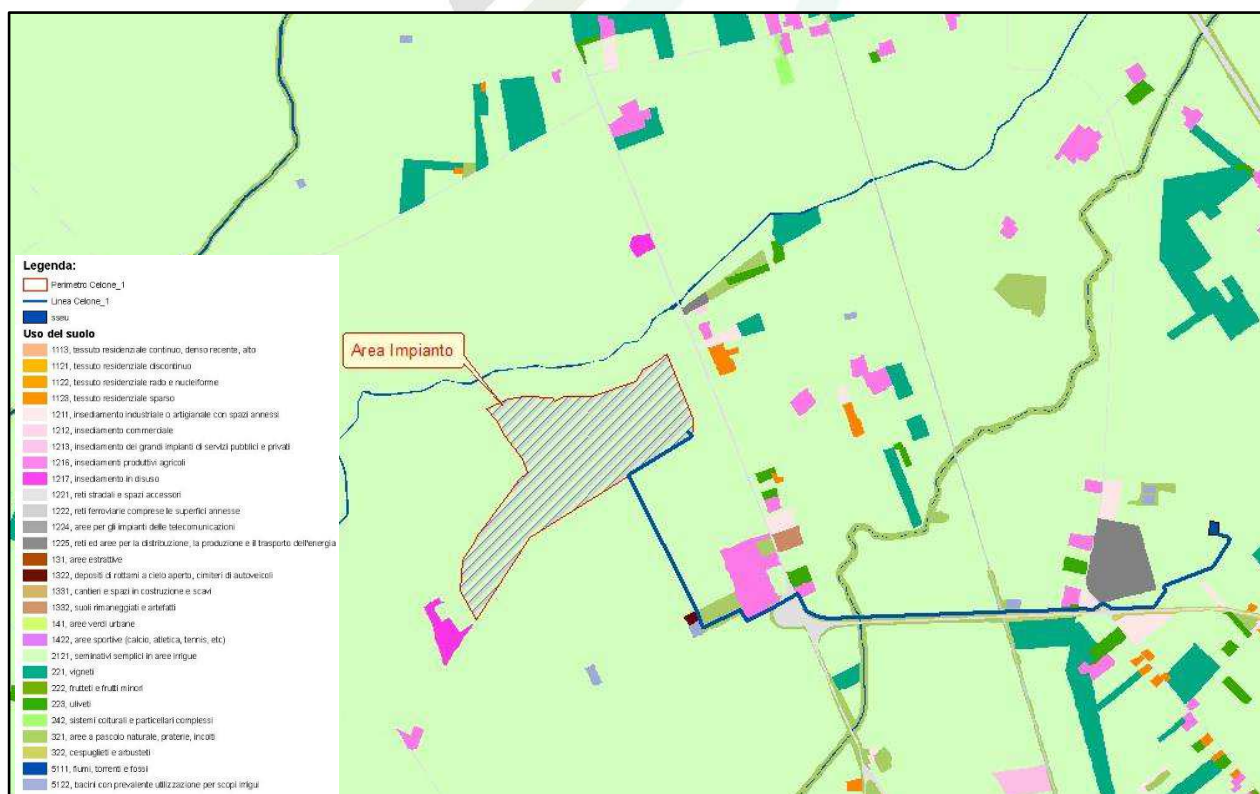 Area Impianto
Legenda:
Perimetro Celone_1
Linea Celone_1
sseu
Uso del suolo
1113, tessuto residenziale continuo, denso recente, alto
1121, tessuto residenziale discontinuo
1122, tessuto residenziale rado e nucleiforme
1123, tessuto residenziale sparso
1211, insediamento industriale o artigianale con spazi annessi
1212, insediamento commerciale
1213, insediamento dei grandi impianti di servizi pubblici e privati
1216, insediamenti produttivi agricoli
1217, insediamento in disuso
1221, reti stradali e spazi accessori
1222, reti ferroviarie comprese le superfici annesse
1224, aree per gli impianti delle telecomunicazioni
1225, reti ed aree per la distribuzione, la produzione e il trasporto dell'energia
131, aree estrattive
1322, depositi di rottami a cielo aperto, cimiteri di autoveicoli
1331, cantieri e spazi in costruzione e scavi
1332, suoli rimaneggiati e artefatti
141, aree verdi urbane
1422, aree sportive (calcio, atletica, tennis, etc)
2121, seminativi semplici in aree irrigue
221, vigneti
222, frutteti e frutti minori
223, uliveti
242, sistemi colturali e particellari complessi
321, aree a pascolo naturale, praterie, incolti
322, cespuglieti e arbusteti
5111, fiumi, torrenti e fossi
5122, bacini con prevalente utilizzazione per scopi irrigui